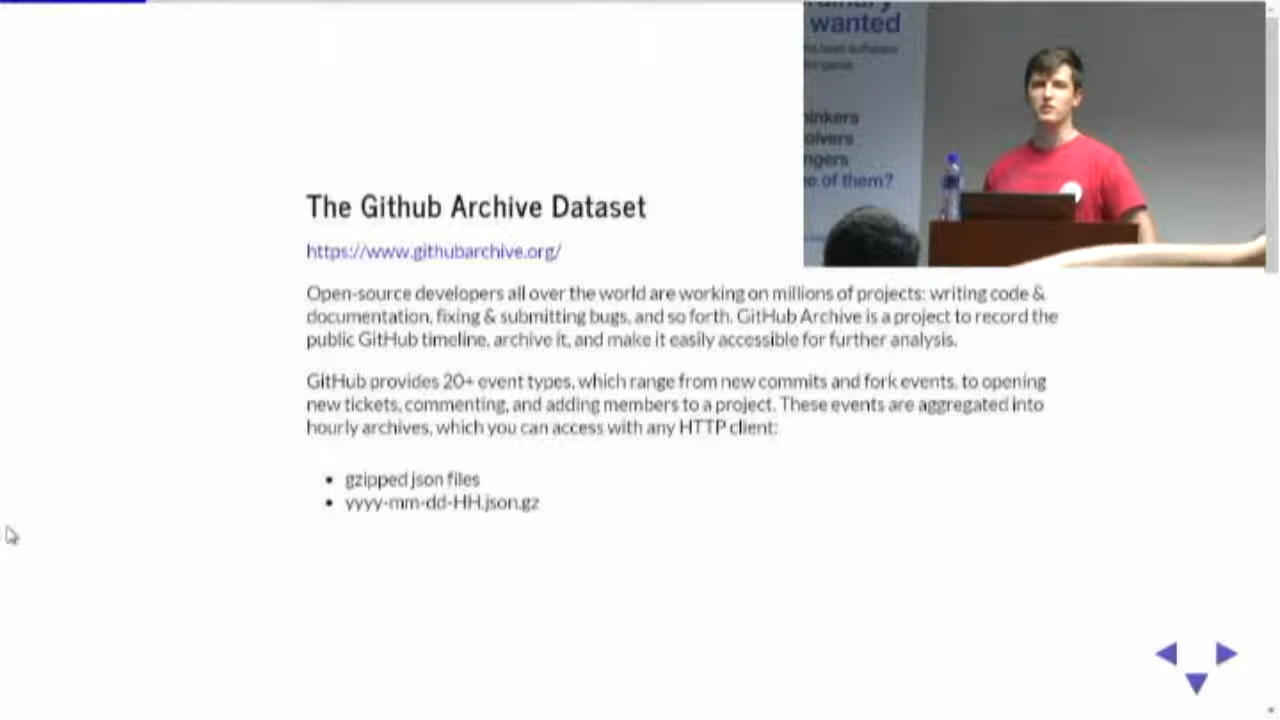 wanted
The Github Archive Dataset
https://www.githubarchive.org/
Open-source developers all over the world are working on millions of projects: writing code &
documentation, fixing & submitting bugs, and so forth. GitHub Archive is a project to record the
public GitHub timeline, archive it, and make it easily accessible for further analysis.
GitHub provides 20+ event types, which range from new commits and fork events, to opening
new tickets, commenting, and adding members to a project. These events are aggregated into
hourly archives, which you can access with any HTTP client:
• gzipped json files
• yyyy-mm-dd-HH.json.gz
of them?